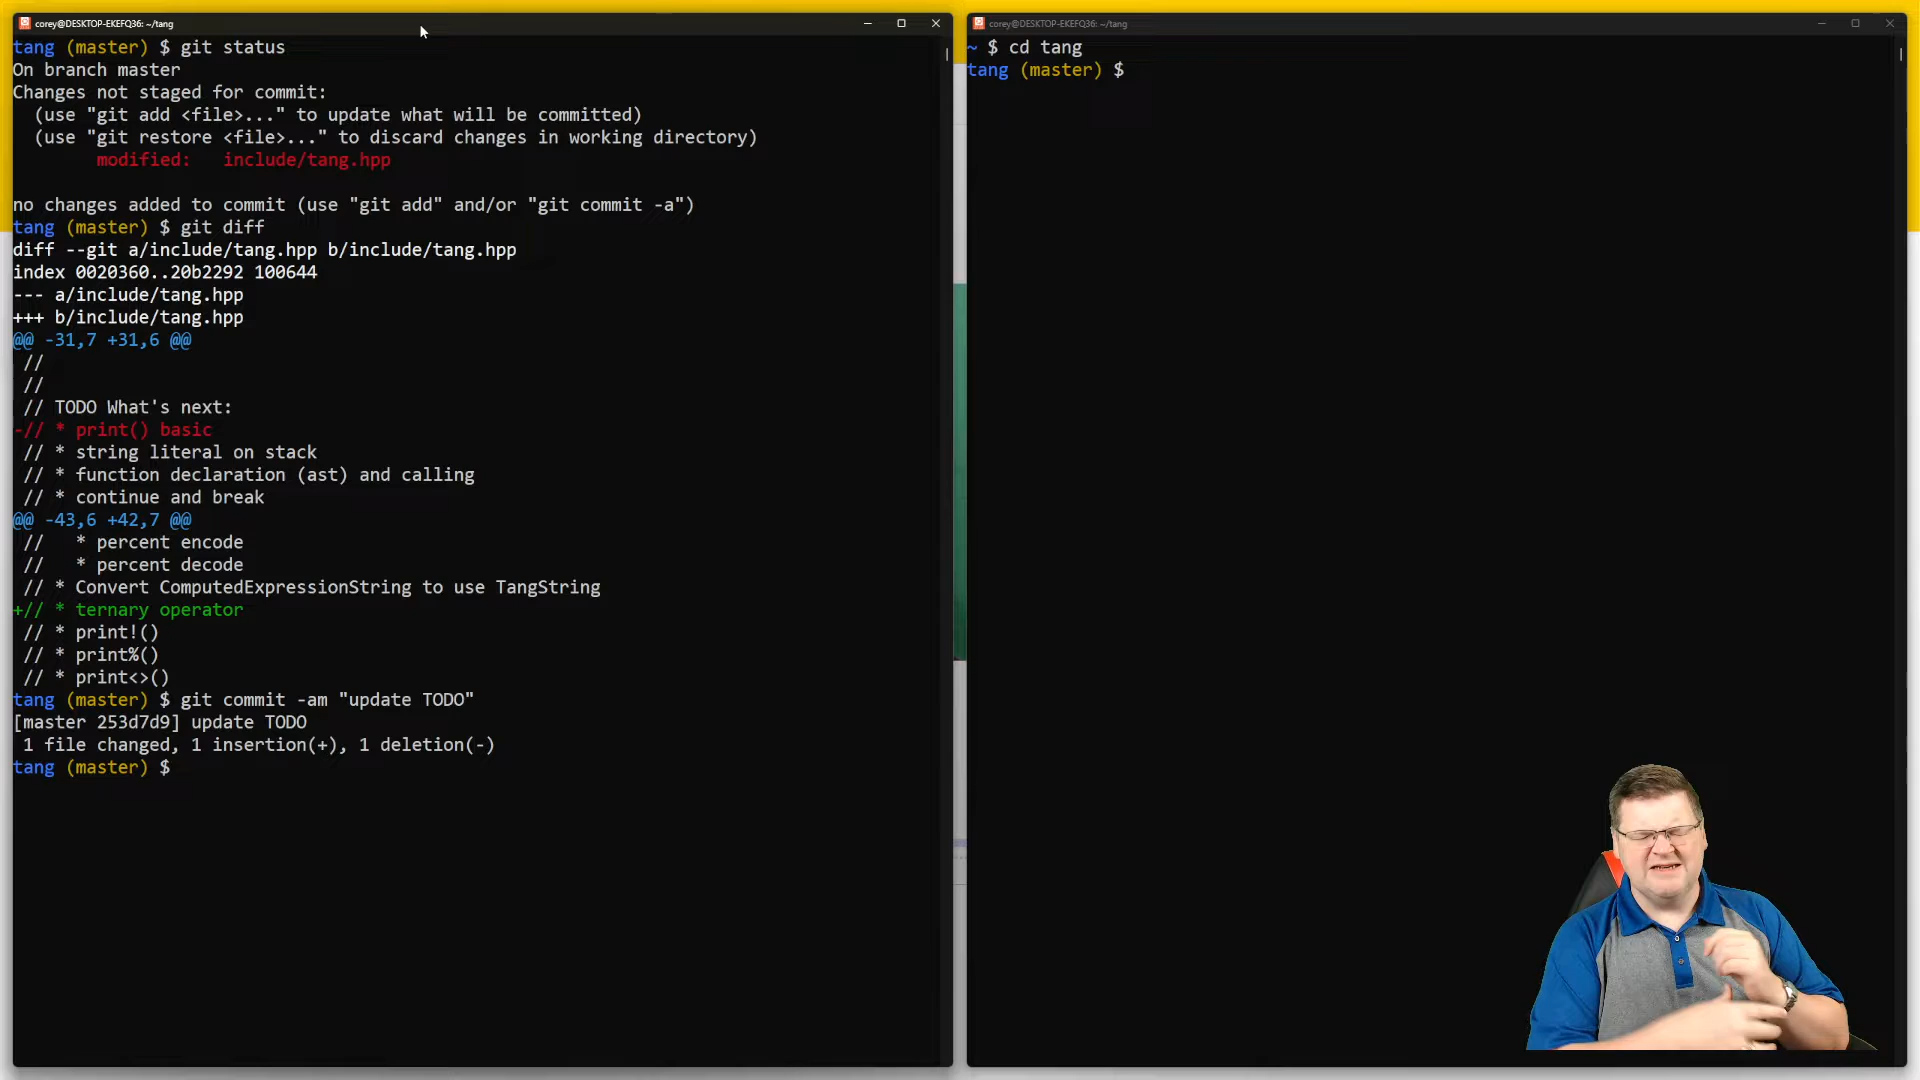 corey@DESKTOP-EKEFQ36: ~/tang
tang (master) $ git status
On branch master
Changes not staged for commit:
  (use "git add <file>..." to update what will be committed)
  (use "git restore <file>..." to discard changes in working directory)
        modified:   include/tang.hpp

no changes added to commit (use "git add" and/or "git commit -a")
tang (master) $ git diff
diff --git a/include/tang.hpp b/include/tang.hpp
index 0020360..20b2292 100644
--- a/include/tang.hpp
+++ b/include/tang.hpp
@@ -31,7 +31,6 @@
 //
 //
 // TODO What's next:
-// * print() basic
 // * string literal on stack
 // * function declaration (ast) and calling
 // * continue and break
@@ -43,6 +42,7 @@
 //   * percent encode
 //   * percent decode
 // * Convert ComputedExpressionString to use TangString
+// * ternary operator
 // * print!()
 // * print%()
 // * print<>()
tang (master) $ git commit -am "update TODO"
[master 253d7d9] update TODO
 1 file changed, 1 insertion(+), 1 deletion(-)
tang (master) $
corey@DESKTOP-EKEFQ36: ~/tang
~ $ cd tang
tang (master) $